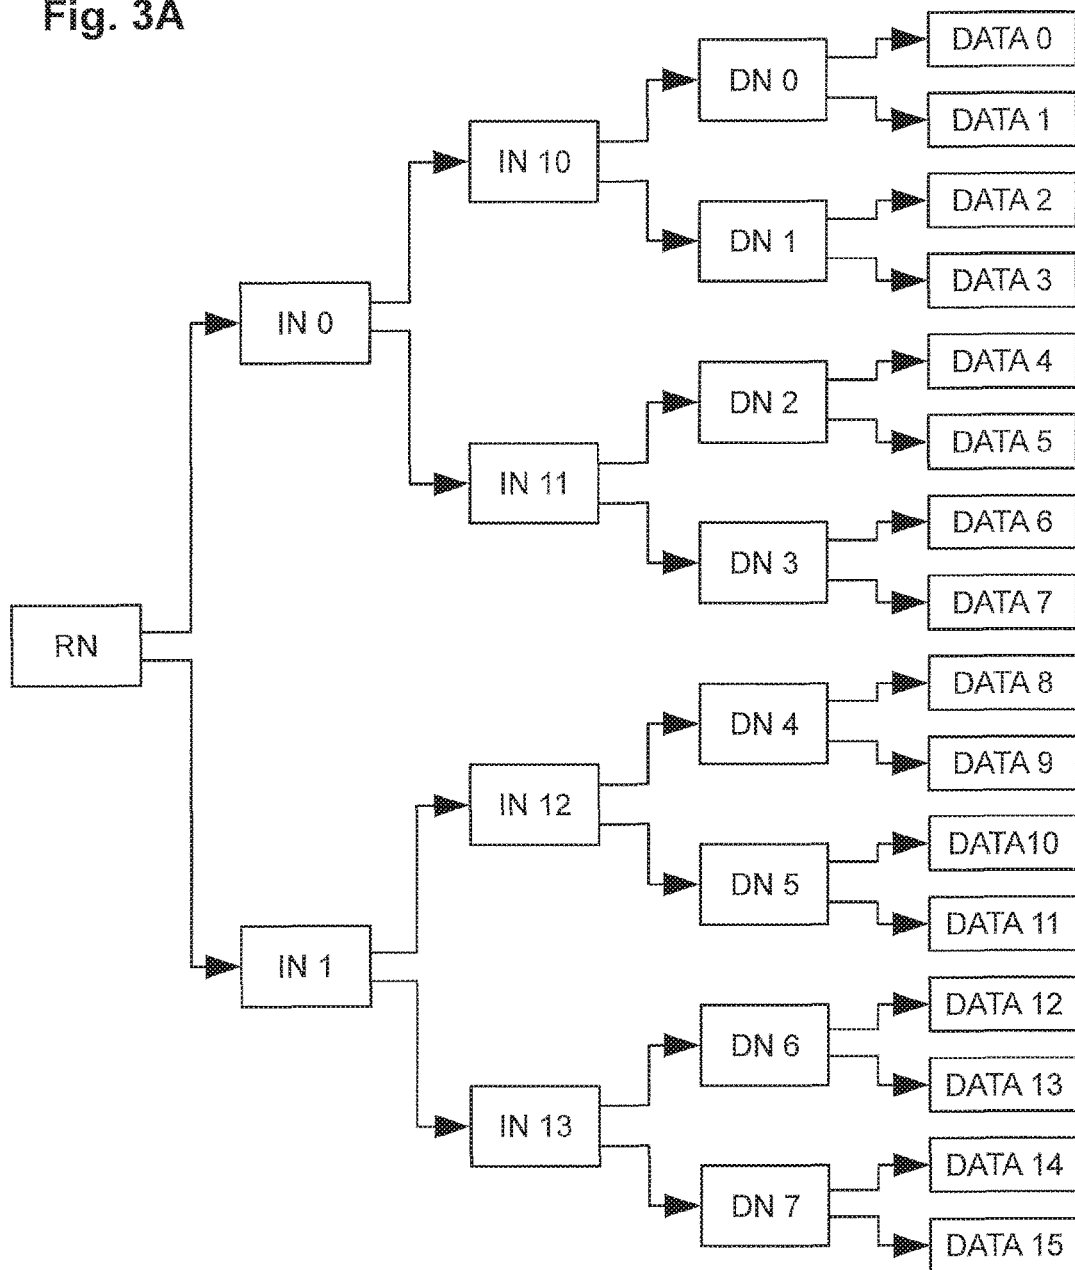 Fig. 3A
RN
IN 0
IN 1
IN 10
IN 11
IN 12
IN 13
DN 0
DN 1
DN 2
DN 3
DN 4
DN 5
DN 6
DN 7
DATA 0
DATA 1
DATA 2
DATA 3
DATA 4
DATA 5
DATA 6
DATA 7
DATA 8
DATA 9
DATA10
DATA 11
DATA 12
DATA 13
DATA 14
DATA 15